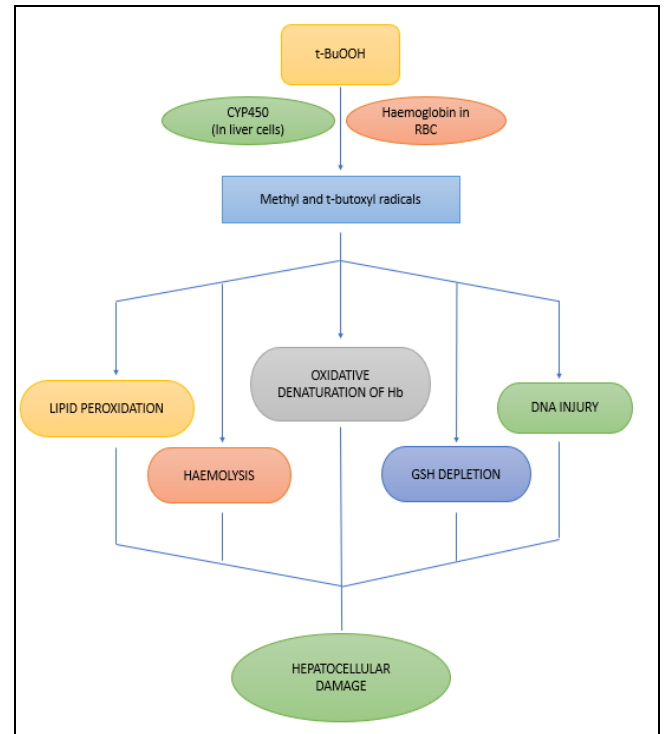 t-BuOOH
CYP450
(In liver cells)
Haemoglobin in
RBC
Methyl and t-butoxyl radicals
LIPID PEROXIDATION
HAEMOLYSIS
OXIDATIVE
DENATURATION OF Hb
GSH DEPLETION
DNA INJURY
HEPATOCELLULAR
DAMAGE